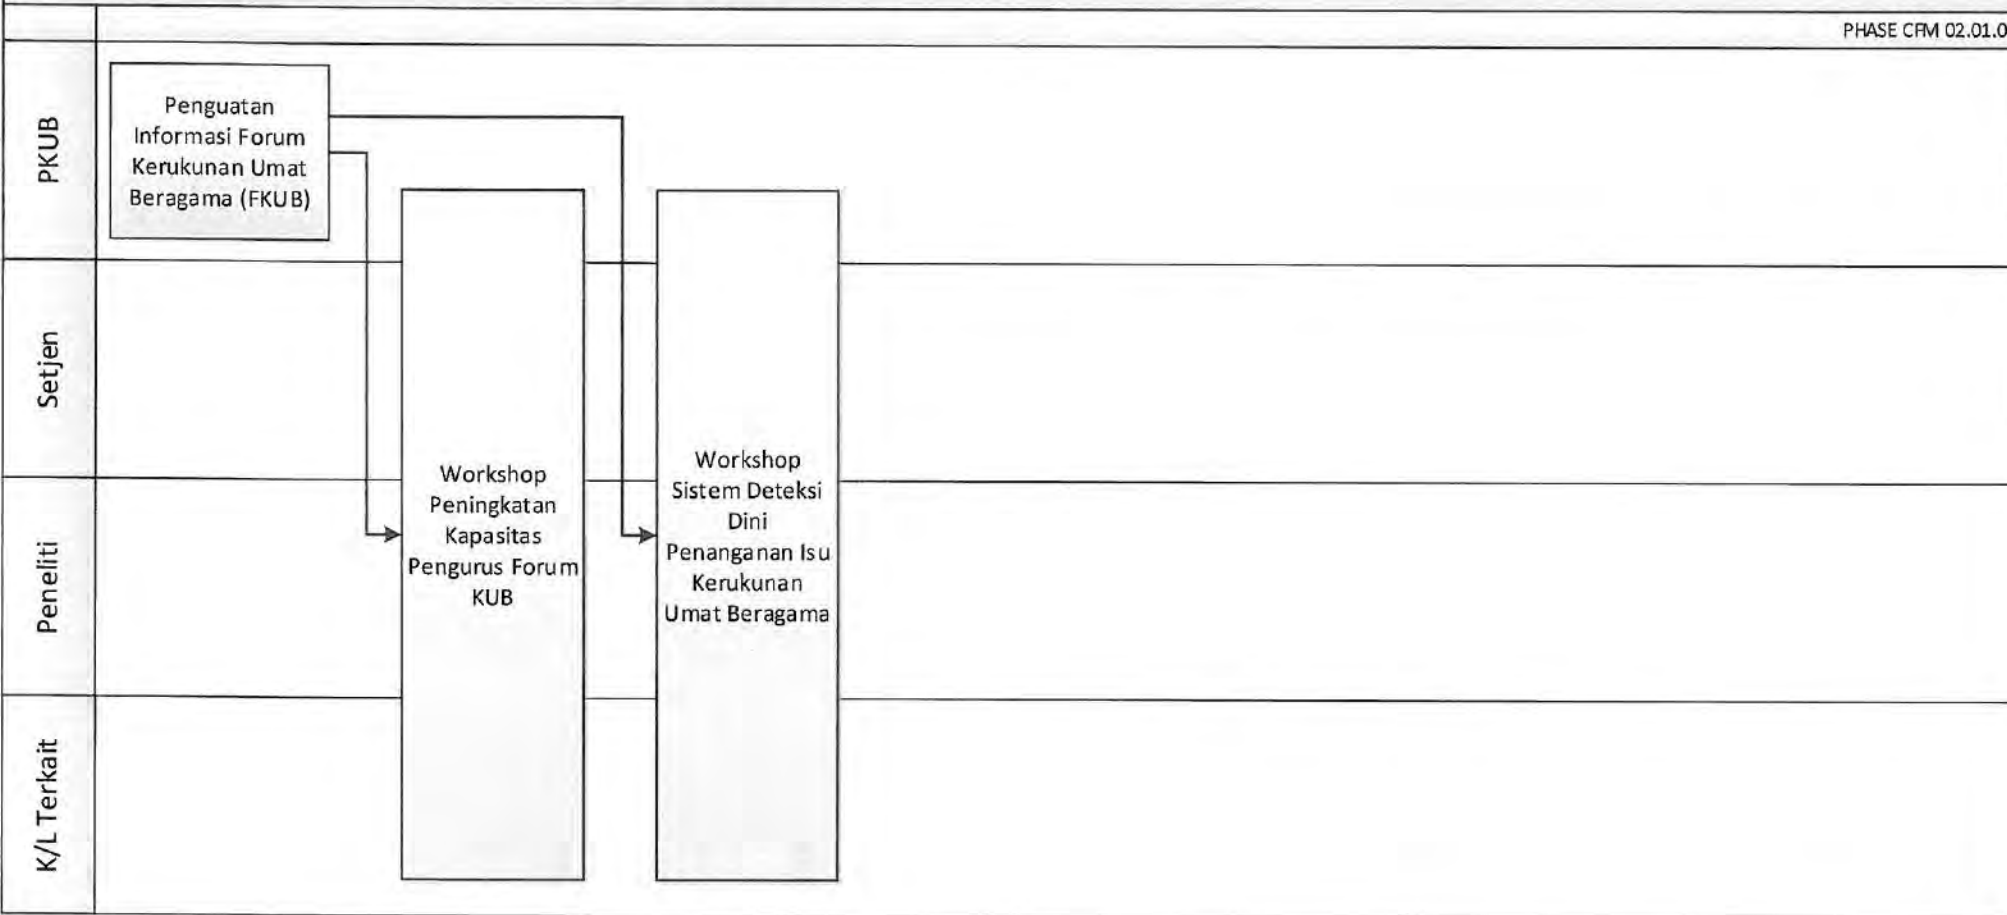 PHASE CFM 02.01.0
PKUB
Penguatan
Informasi Forum
Kerukunan Umat
Beragama (FKUB)
Setjen
Peneliti
K/L Terkait
Workshop
Peningkatan
Kapasitas
Pengurus Forum
KUB
Workshop
Sistem Deteksi
Dini
Penanganan Isu
Kerukunan
Umat Beragama